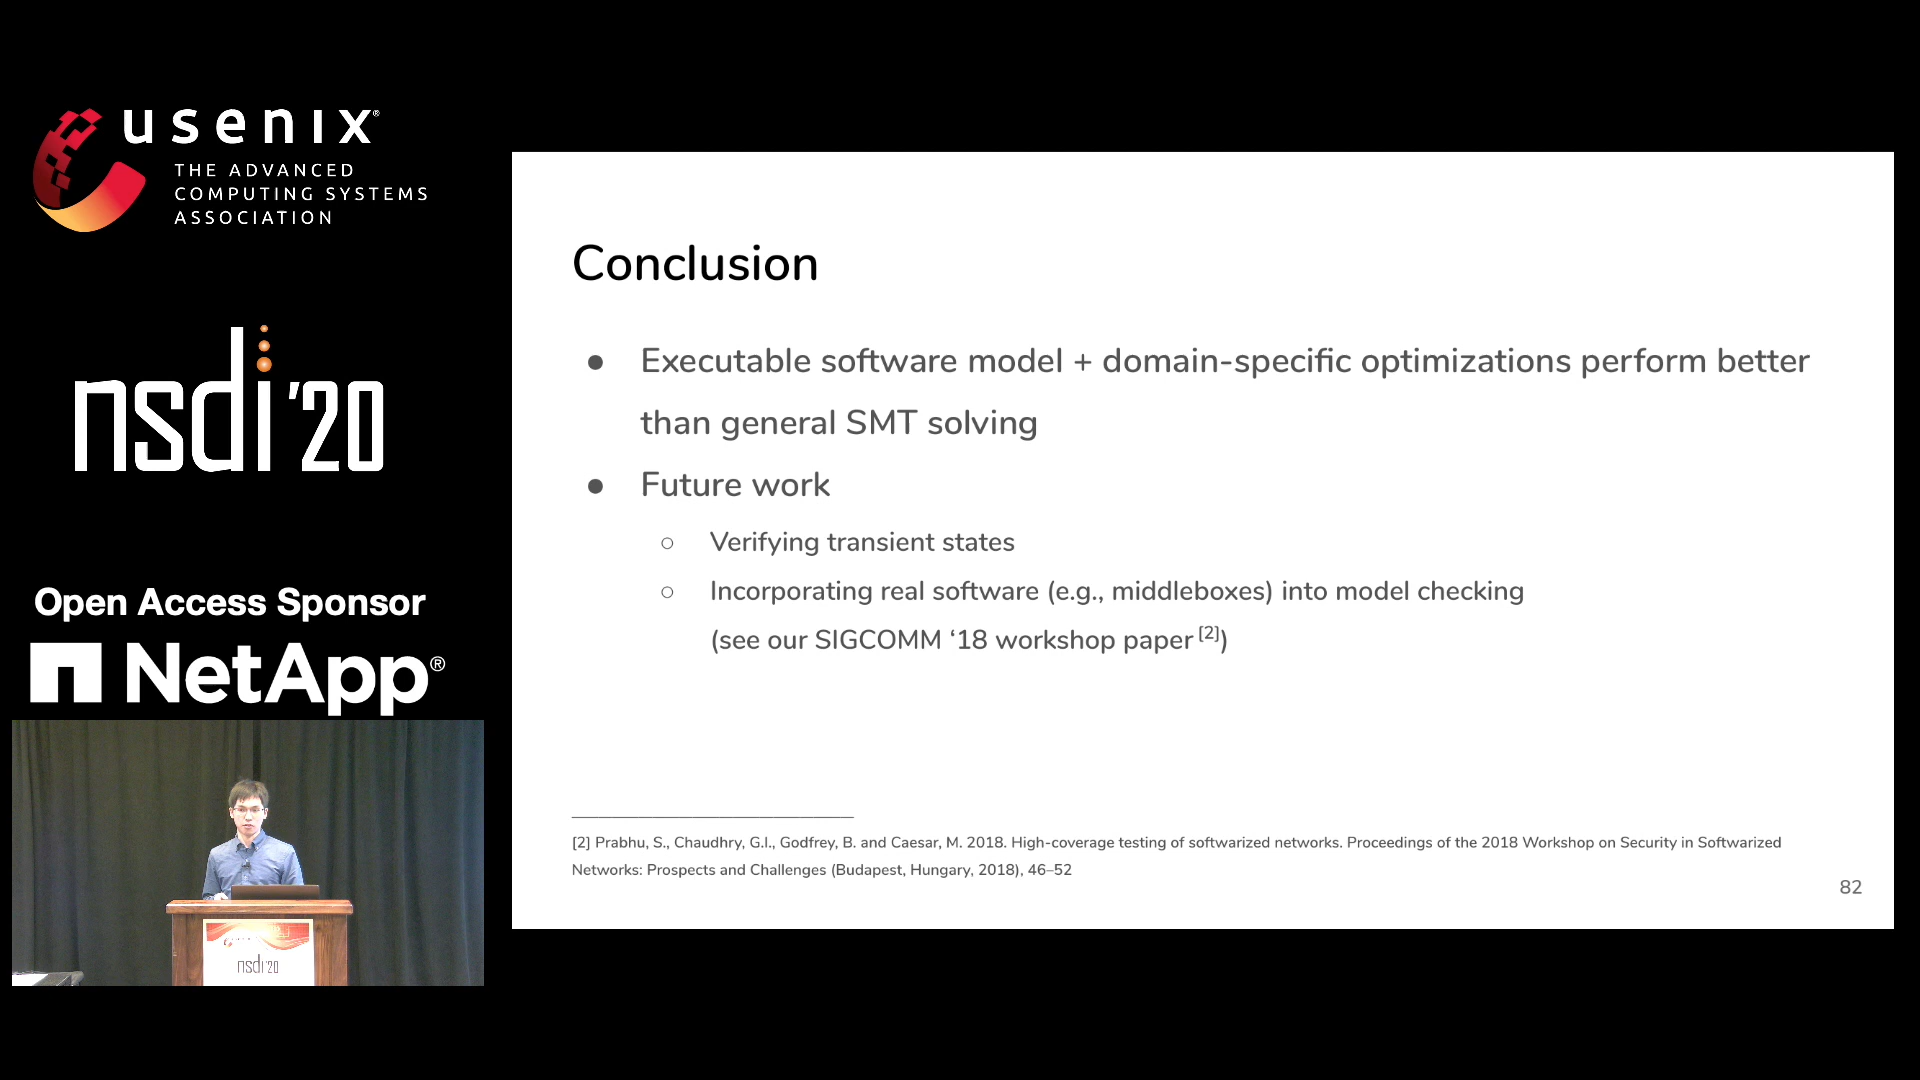 usenix®
THE ADVANCED
COMPUTING SYSTEMS
ASSOCIATION
nsdi '20
Open Access Sponsor
NetApp®
nsdi '20
Conclusion
● Executable software model + domain-specific optimizations perform better
than general SMT solving
● Future work
○ Verifying transient states
○ Incorporating real software (e.g., middleboxes) into model checking
(see our SIGCOMM ‘18 workshop paper [2])
[2] Prabhu, S., Chaudhry, G.I., Godfrey, B. and Caesar, M. 2018. High-coverage testing of softwarized networks. Proceedings of the 2018 Workshop on Security in Softwarized
Networks: Prospects and Challenges (Budapest, Hungary, 2018), 46–52
82